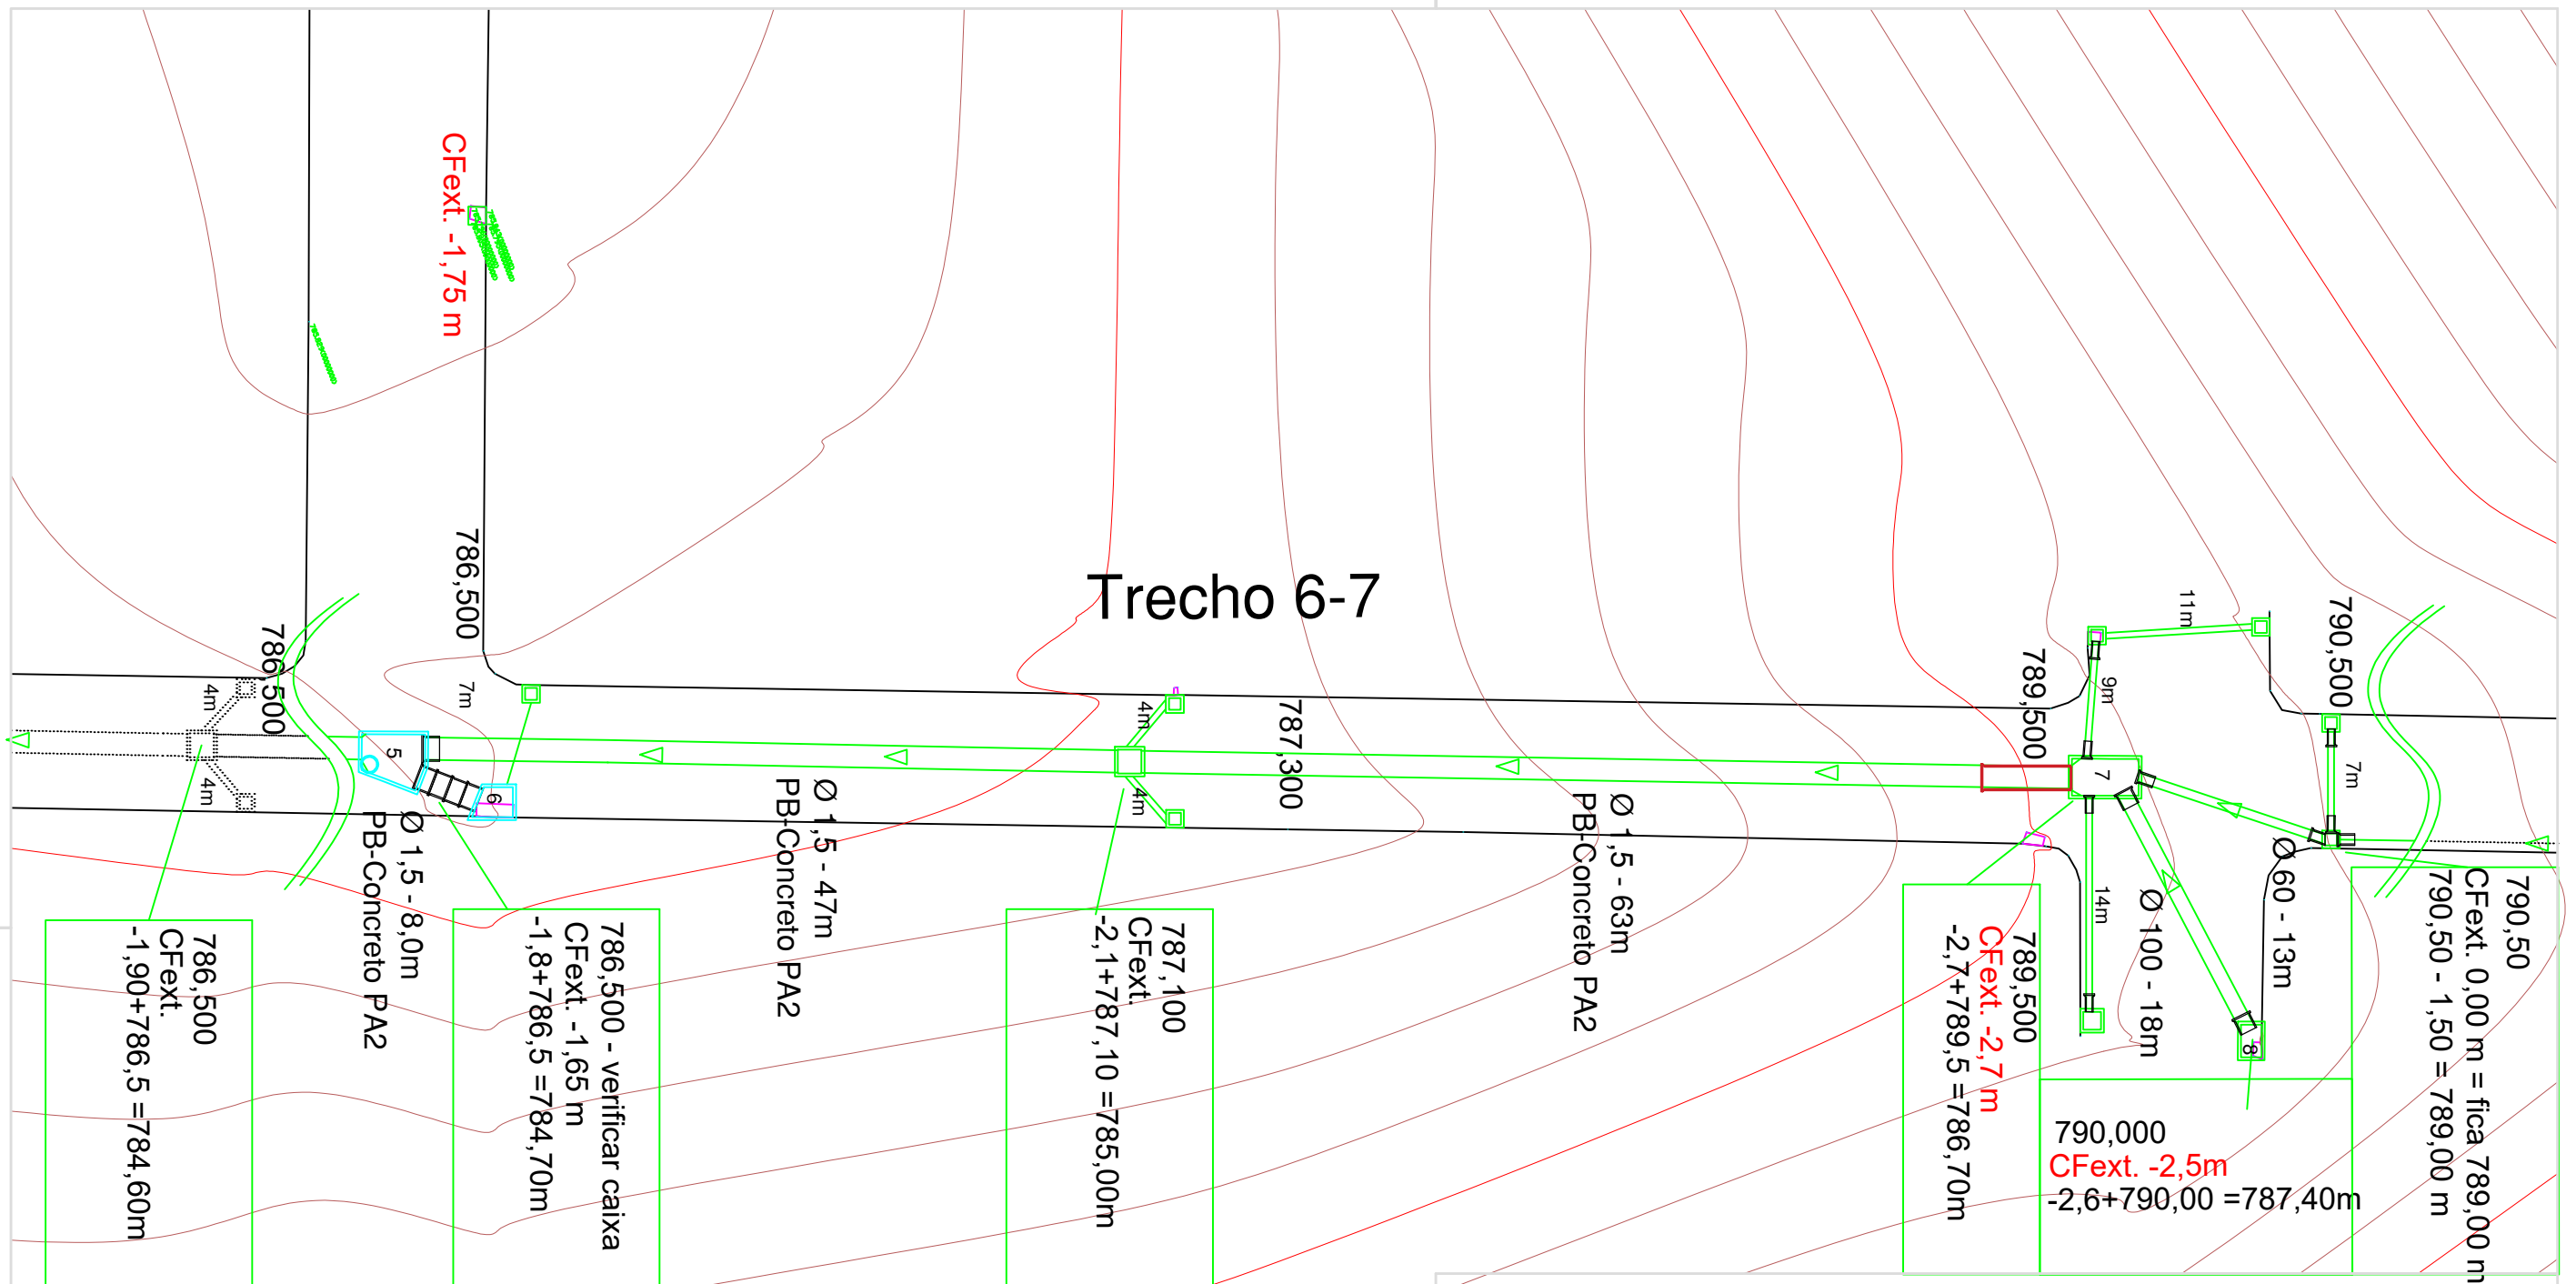 Trecho 6-7
CFext. -1,75 m
786,500
786,500
4m
4m
5
6
7m
Ø 1,5 - 8,0m
PB-Concreto PA2
Ø 1,5 - 47m
PB-Concreto PA2
4m
4m
787,300
Ø 1,5 - 63m
PB-Concreto PA2
789,500
7
9m
11m
14m
790,500
7m
Ø 60 - 13m
Ø 100 - 18m
8
786,500
CFext.
-1,90+786,5 =784,60m
786,500 - verificar caixa
CFext. -1,65 m
-1,8+786,5 =784,70m
787,100
CFext.
-2,1+787,10 =785,00m
789,500
CFext. -2,7 m
-2,7+789,5 =786,70m
790,000
CFext. -2,5m
-2,6+790,00 =787,40m
790,50
CFext. 0,00 m = fica 789,00 m
790,50 - 1,50 = 789,00 m